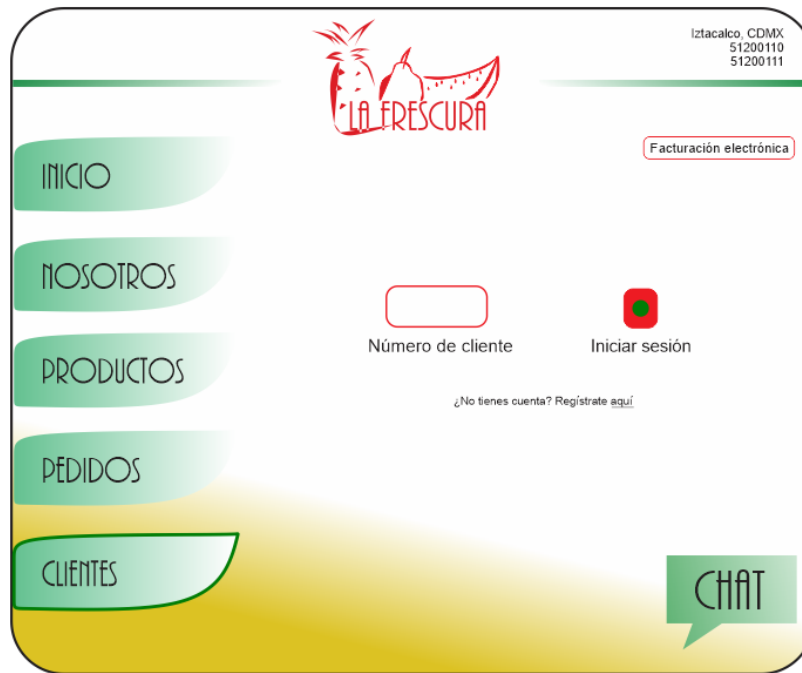 Iztacalco, CDMX
51200110
51200111
LA FRESCURA
Facturación electrónica
INICIO
NOSOTROS
PRODUCTOS
PEDIDOS
CLIENTES
Número de cliente
Iniciar sesión
¿No tienes cuenta? Regístrate aquí
CHAT